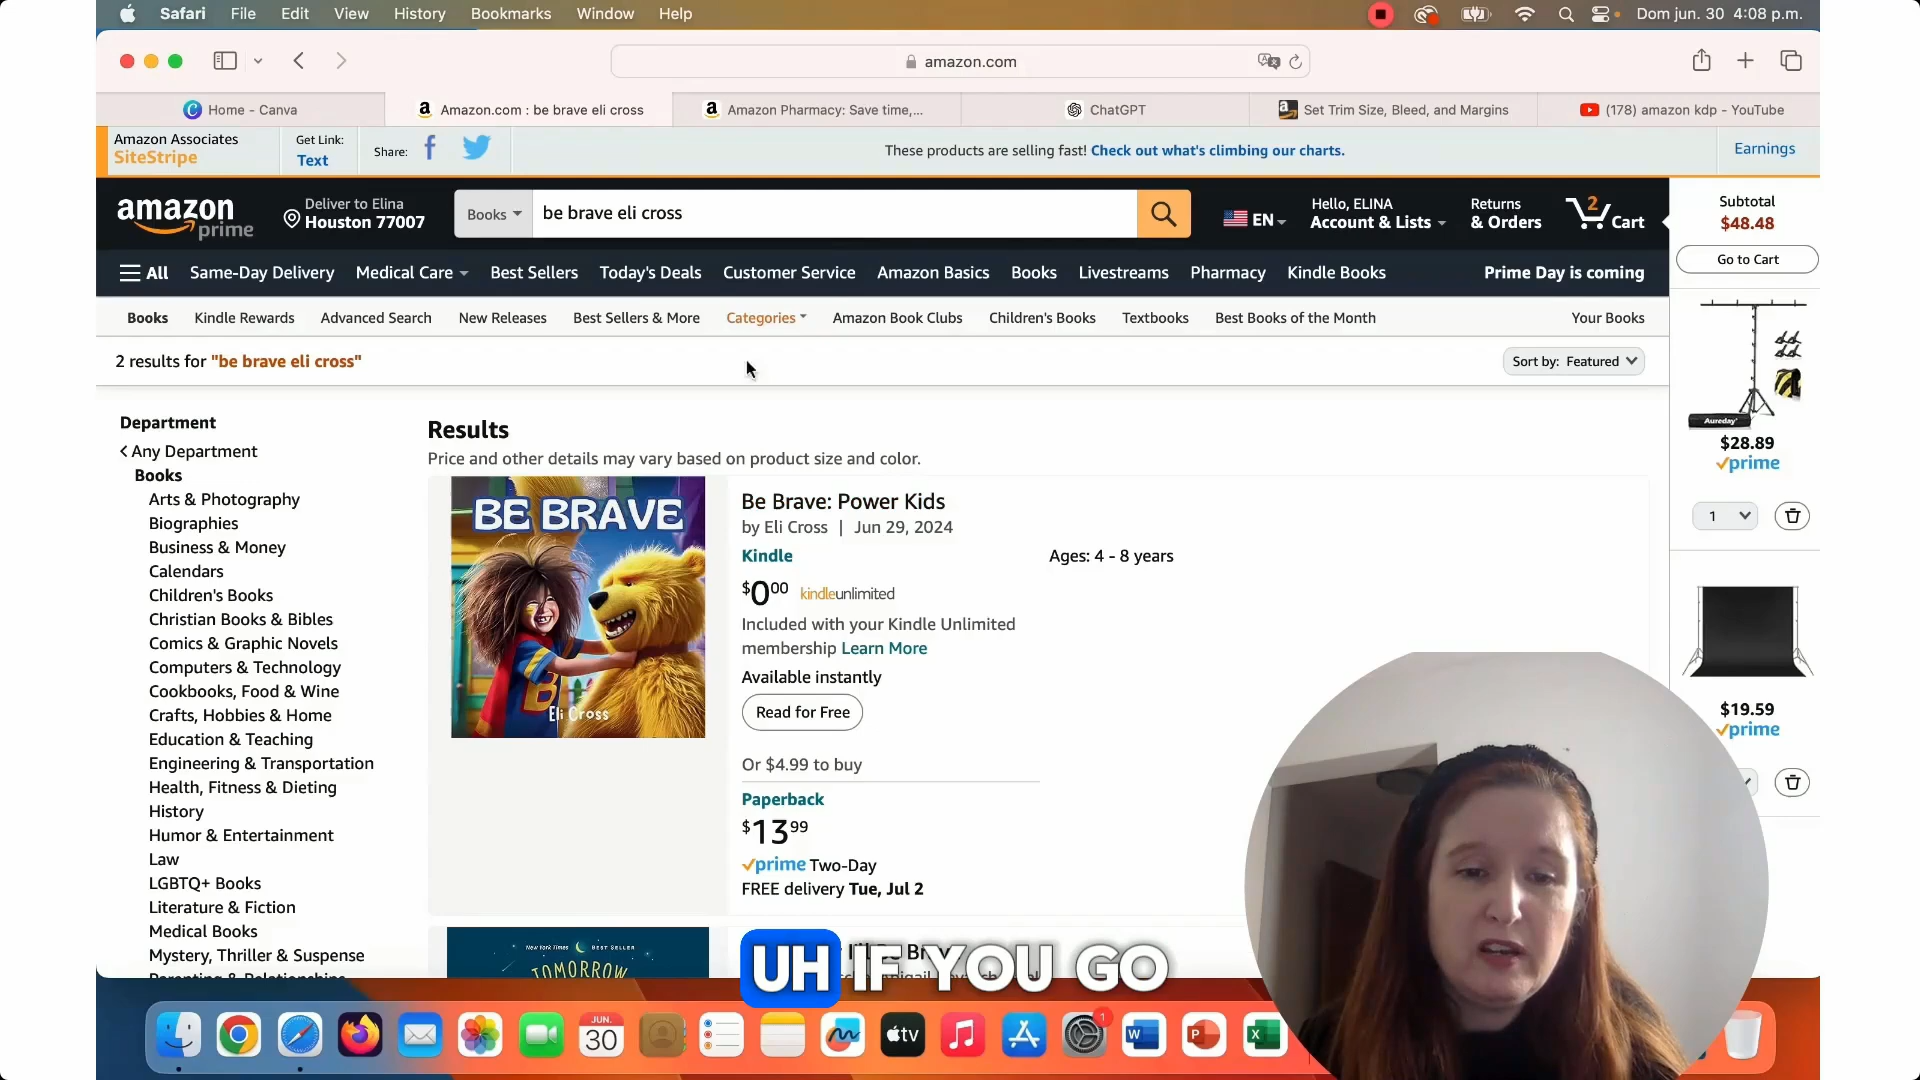 Safari File Edit View History Bookmarks Window Help Dom jun. 30 4:08 p.m.
amazon.com
Home - Canva
Amazon.com : be brave eli cross
Amazon Pharmacy: Save time,...
ChatGPT
Set Trim Size, Bleed, and Margins
(178) amazon kdp - YouTube
Amazon Associates
SiteStripe
Get Link:
Text
Share:
These products are selling fast! Check out what's climbing our charts.
Earnings
amazon
prime
Deliver to Elina
Houston 77007
Books
be brave eli cross
EN
Hello, ELINA
Account & Lists
Returns
& Orders
2
Cart
Subtotal
$48.48
Go to Cart
All Same-Day Delivery Medical Care Best Sellers Today's Deals Customer Service Amazon Basics Books Livestreams Pharmacy Kindle Books Prime Day is coming
Books Kindle Rewards Advanced Search New Releases Best Sellers & More Categories Amazon Book Clubs Children's Books Textbooks Best Books of the Month Your Books
2 results for "be brave eli cross"
Sort by: Featured
Aureday
$28.89
prime
1
$19.59
prime
Department
Any Department
Books
Arts & Photography
Biographies
Business & Money
Calendars
Children's Books
Christian Books & Bibles
Comics & Graphic Novels
Computers & Technology
Cookbooks, Food & Wine
Crafts, Hobbies & Home
Education & Teaching
Engineering & Transportation
Health, Fitness & Dieting
History
Humor & Entertainment
Law
LGBTQ+ Books
Literature & Fiction
Medical Books
Mystery, Thriller & Suspense
Results
Price and other details may vary based on product size and color.
BE BRAVE
B
Eli Cross
Be Brave: Power Kids
by Eli Cross | Jun 29, 2024
Kindle
Ages: 4 - 8 years
$000 kindleunlimited
Included with your Kindle Unlimited
membership Learn More
Available instantly
Read for Free
Or $4.99 to buy
Paperback
$1399
prime Two-Day
FREE delivery Tue, Jul 2
New York Times BEST SELLER
TOMORROW
UH IF YOU GO
JUN.
30
tv
1
W
P
X